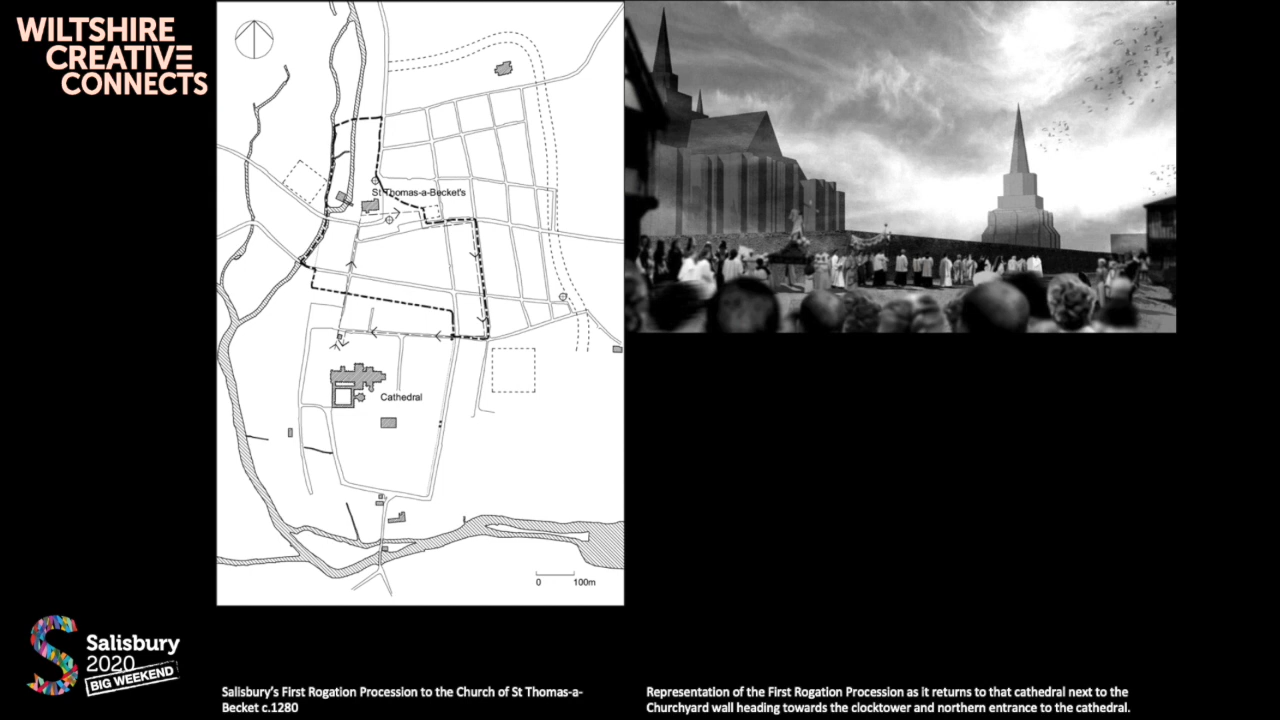 WILTSHIRE
CREATIVE
CONNECTS
St Thomas-a-Becket's
Cathedral
0 100m
Salisbury
2020
BIG WEEKEND
Salisbury's First Rogation Procession to the Church of St Thomas-a-
Becket c.1280
Representation of the First Rogation Procession as it returns to that cathedral next to the
Churchyard wall heading towards the clocktower and northern entrance to the cathedral.